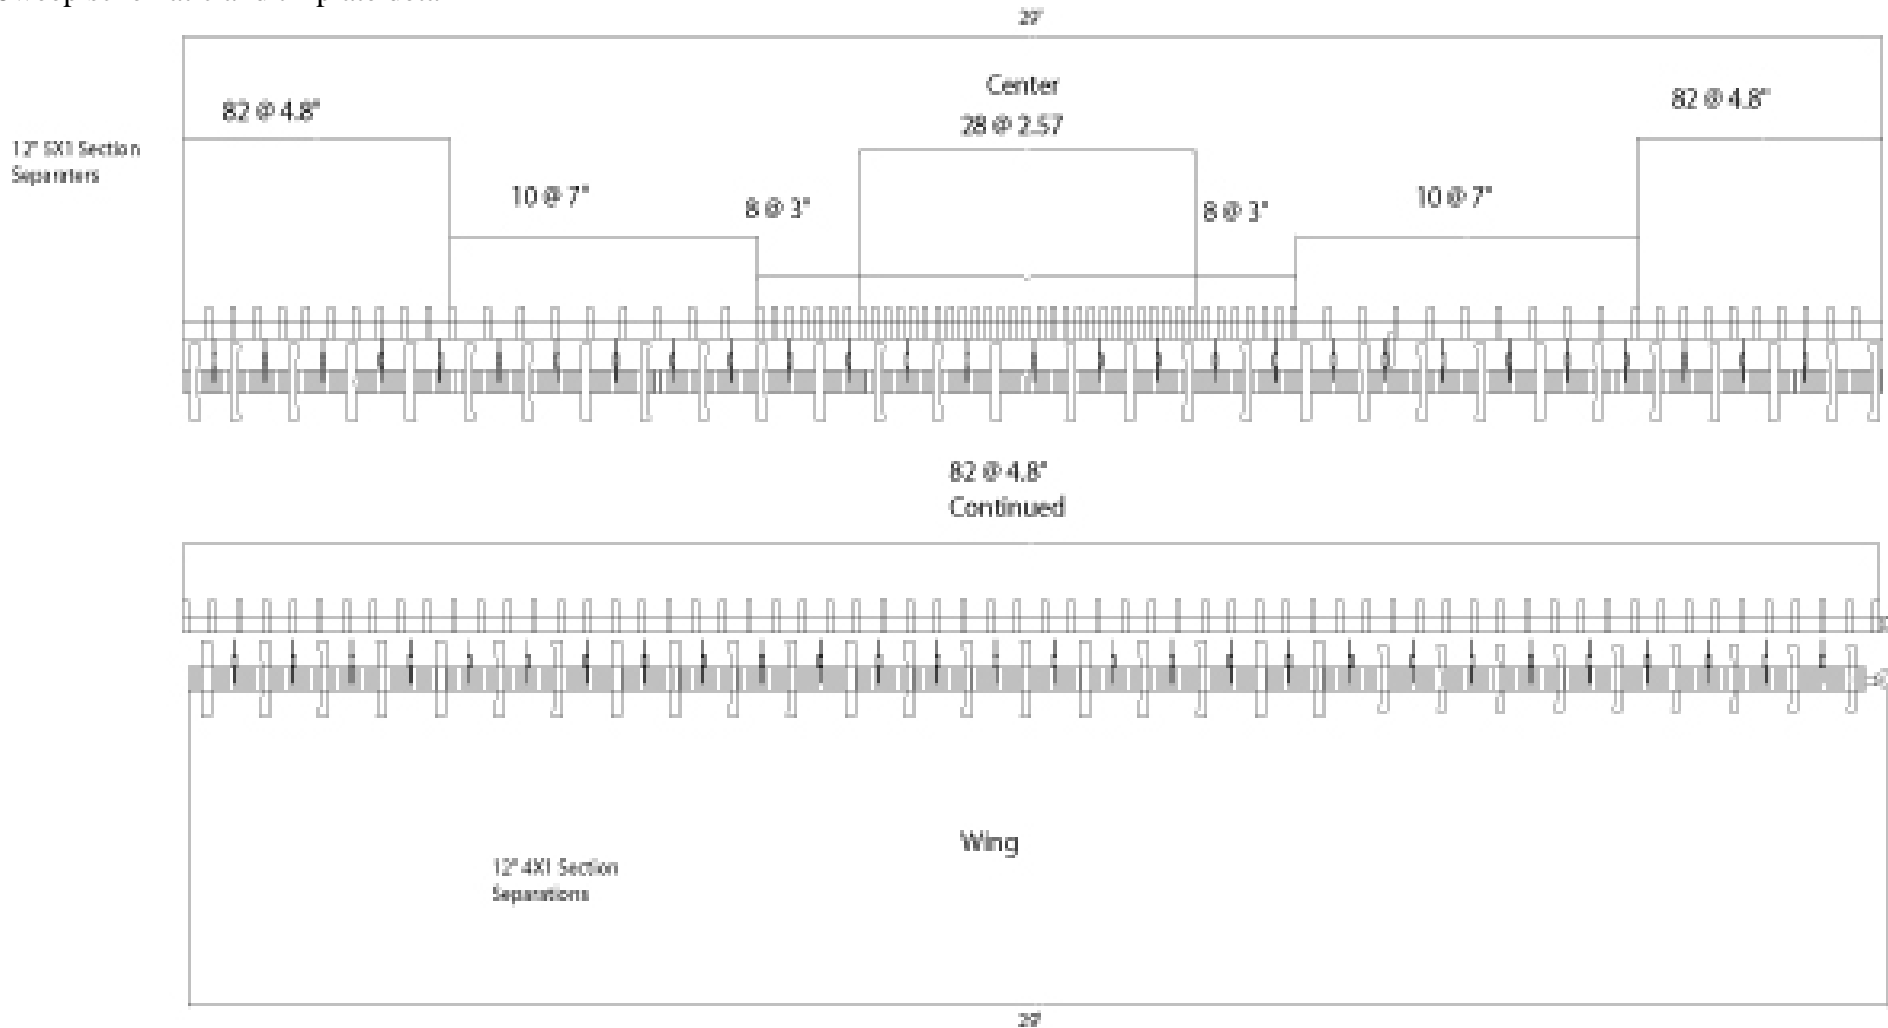 29'
Center
82 @ 4.8"
82 @ 4.8"
28 @ 2.57
12" 5X1 Section
Separaters
10 @ 7"
8 @ 3"
8 @ 3"
10 @ 7"
82 @ 4.8"
Continued
Wing
12" 4X1 Section
Separations
29'